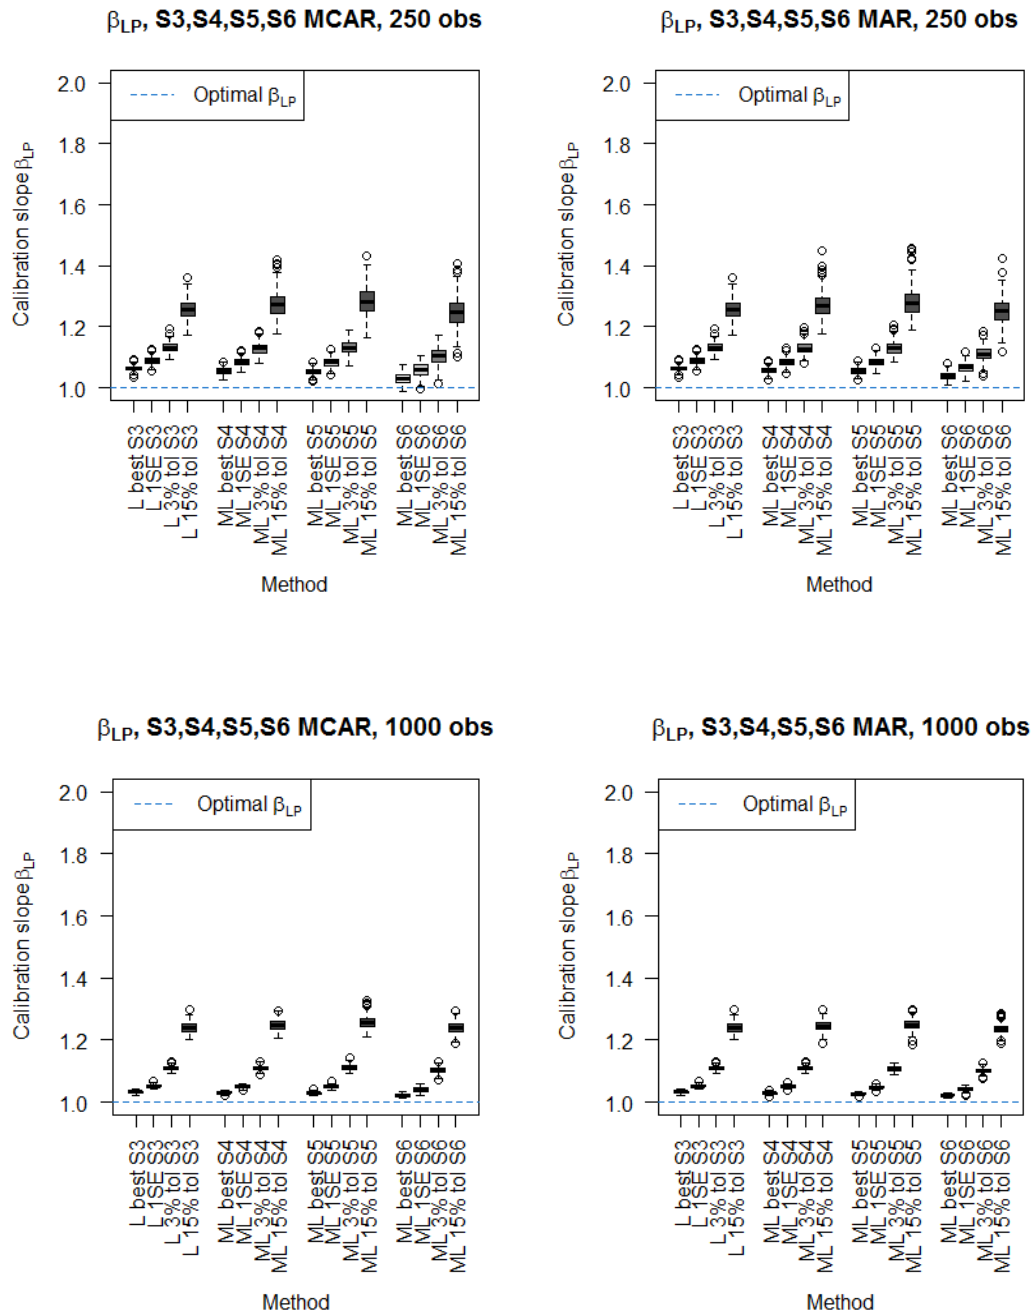 β_LP, S3,S4,S5,S6 MCAR, 250 obs
Calibration slope β_LP
2.0
1.8
1.6
1.4
1.2
1.0
Optimal β_LP
L best S3
L 1SE S3
L 3% tol S3
L 15% tol S3
ML best S4
ML 1SE S4
ML 3% tol S4
ML 15% tol S4
ML best S5
ML 1SE S5
ML 3% tol S5
ML 15% tol S5
ML best S6
ML 1SE S6
ML 3% tol S6
ML 15% tol S6
Method
β_LP, S3,S4,S5,S6 MAR, 250 obs
Calibration slope β_LP
2.0
1.8
1.6
1.4
1.2
1.0
Optimal β_LP
L best S3
L 1SE S3
L 3% tol S3
L 15% tol S3
ML best S4
ML 1SE S4
ML 3% tol S4
ML 15% tol S4
ML best S5
ML 1SE S5
ML 3% tol S5
ML 15% tol S5
ML best S6
ML 1SE S6
ML 3% tol S6
ML 15% tol S6
Method
β_LP, S3,S4,S5,S6 MCAR, 1000 obs
Calibration slope β_LP
2.0
1.8
1.6
1.4
1.2
1.0
Optimal β_LP
L best S3
L 1SE S3
L 3% tol S3
L 15% tol S3
ML best S4
ML 1SE S4
ML 3% tol S4
ML 15% tol S4
ML best S5
ML 1SE S5
ML 3% tol S5
ML 15% tol S5
ML best S6
ML 1SE S6
ML 3% tol S6
ML 15% tol S6
Method
β_LP, S3,S4,S5,S6 MAR, 1000 obs
Calibration slope β_LP
2.0
1.8
1.6
1.4
1.2
1.0
Optimal β_LP
L best S3
L 1SE S3
L 3% tol S3
L 15% tol S3
ML best S4
ML 1SE S4
ML 3% tol S4
ML 15% tol S4
ML best S5
ML 1SE S5
ML 3% tol S5
ML 15% tol S5
ML best S6
ML 1SE S6
ML 3% tol S6
ML 15% tol S6
Method